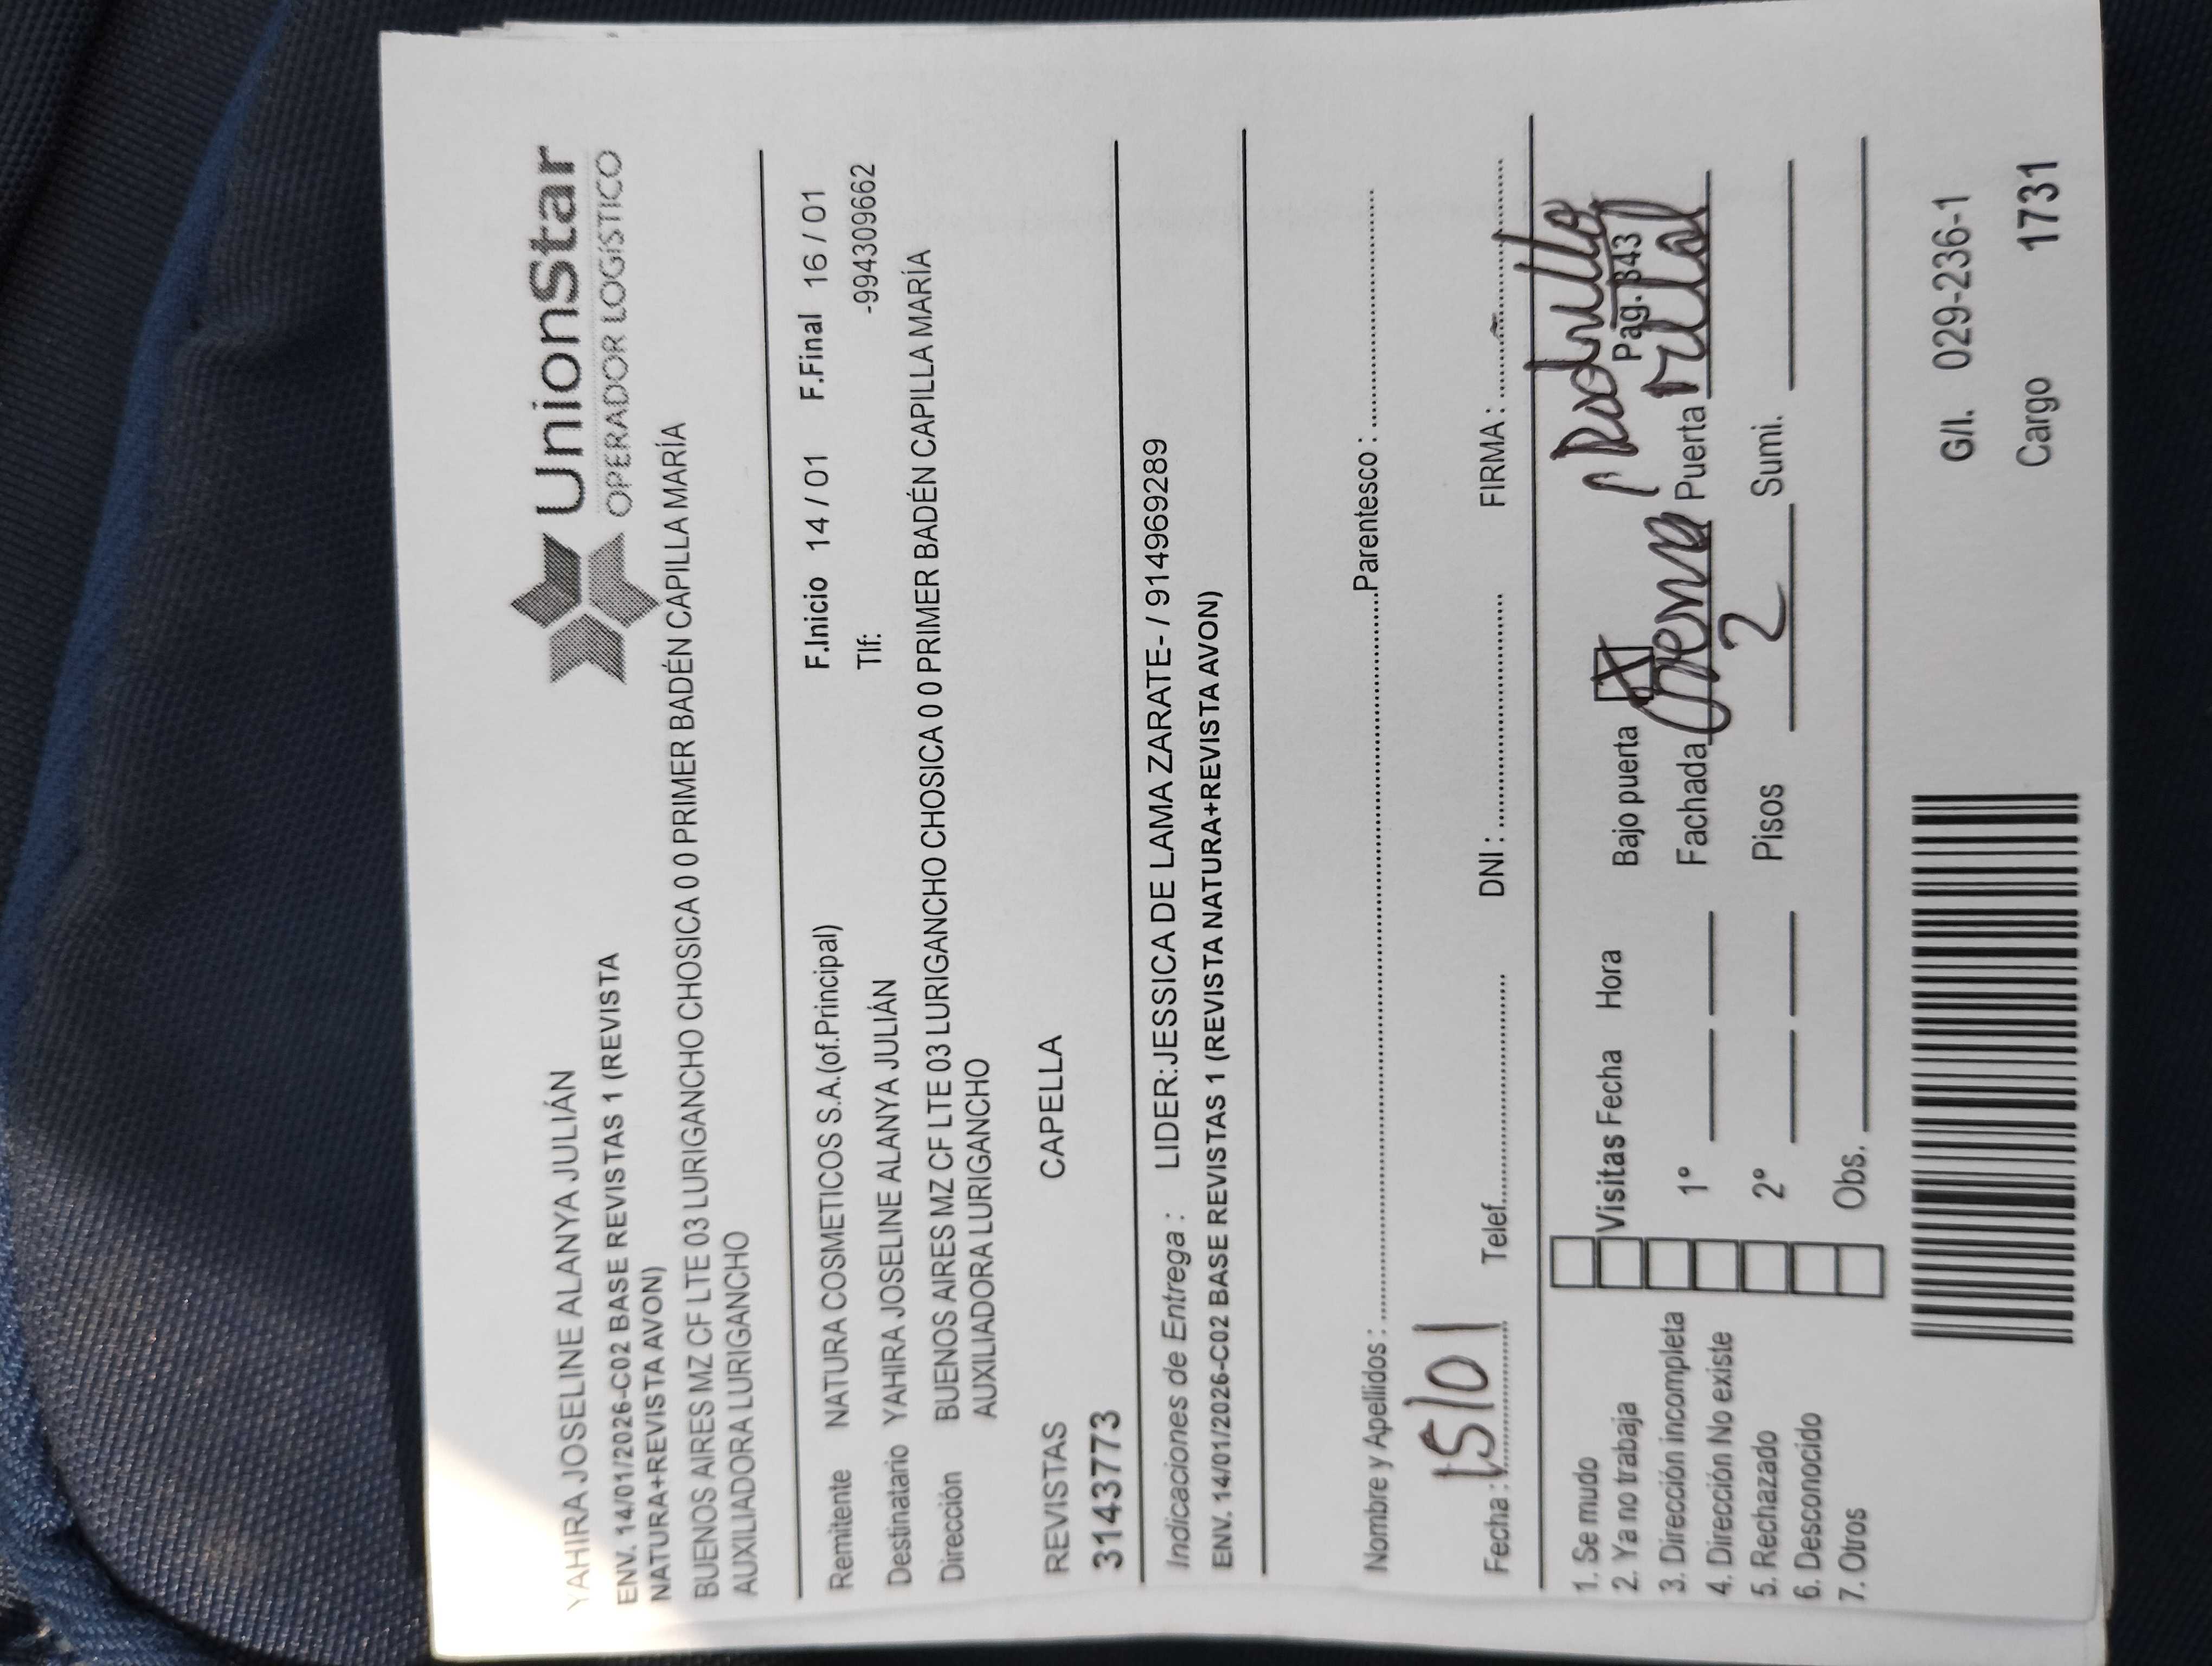 UnionStar
OPERADOR LOGÍSTICO
YAHIRA JOSELINE ALANYA JULIÁN
ENV. 14/01/2026-C02 BASE REVISTAS 1 (REVISTA
NATURA+REVISTA AVON)
BUENOS AIRES MZ CF LTE 03 LURIGANCHO CHOSICA 0 0 PRIMER BADÉN CAPILLA MARÍA
AUXILIADORA LURIGANCHO
Remitente NATURA COSMETICOS S.A.(of.Principal) F.Inicio 14 / 01 F.Final 16 / 01
Destinatario YAHIRA JOSELINE ALANYA JULIÁN Tlf: -994309662
Dirección BUENOS AIRES MZ CF LTE 03 LURIGANCHO CHOSICA 0 0 PRIMER BADÉN CAPILLA MARÍA
AUXILIADORA LURIGANCHO
REVISTAS CAPELLA
3143773
Indicaciones de Entrega : LIDER:JESSICA DE LAMA ZARATE- / 914969289
ENV. 14/01/2026-C02 BASE REVISTAS 1 (REVISTA NATURA+REVISTA AVON)
Nombre y Apellidos : Parentesco :
Fecha : 15/01 Telef. DNI : FIRMA :
1. Se mudo
2. Ya no trabaja Visitas Fecha Hora Bajo puerta X Pag. 343
3. Dirección incompleta
4. Dirección No existe 1° Fachada Puerta
5. Rechazado 2° Pisos 2 Sumi.
6. Desconocido
7. Otros Obs.
G/I. 029-236-1
Cargo 1731